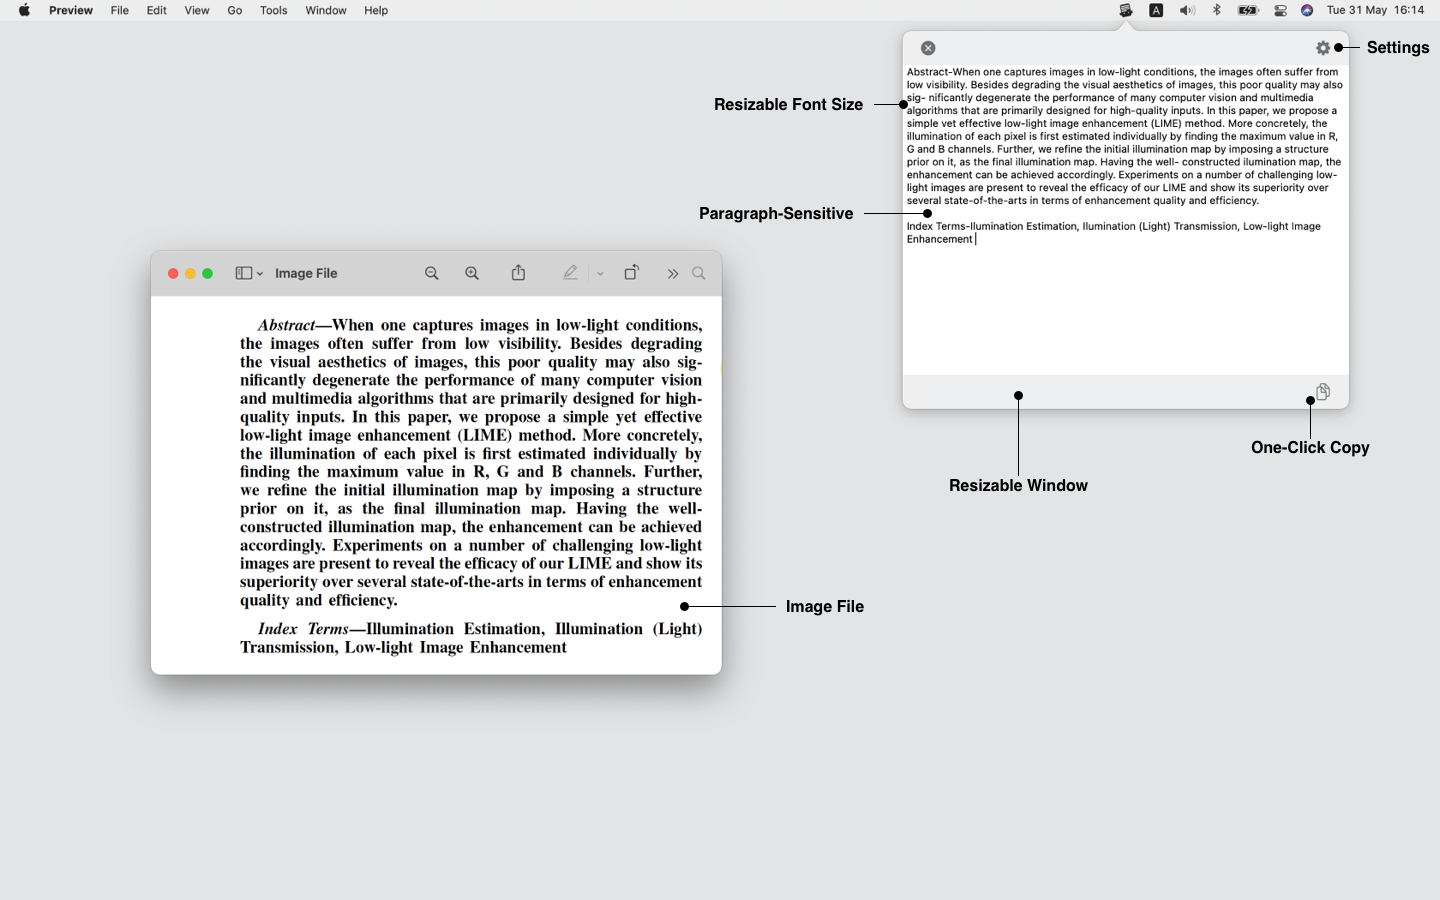 Preview File Edit View Go Tools Window Help
A Tue 31 May 16:14
Settings
Abstract-When one captures images in low-light conditions, the images often suffer from
low visibility. Besides degrading the visual aesthetics of images, this poor quality may also
sig- nificantly degenerate the performance of many computer vision and multimedia
algorithms that are primarily designed for high-quality inputs. In this paper, we propose a
simple vet effective low-light image enhancement (LIME) method. More concretely, the
illumination of each pixel is first estimated individually by finding the maximum value in R,
G and B channels. Further, we refine the initial illumination map by imposing a structure
prior on it, as the final illumination map. Having the well- constructed ilumination map, the
enhancement can be achieved accordingly. Experiments on a number of challenging low-
light images are present to reveal the efficacy of our LIME and show its superiority over
several state-of-the-arts in terms of enhancement quality and efficiency.
Index Terms-Ilumination Estimation, Ilumination (Light) Transmission, Low-light Image
Enhancement
Resizable Font Size
Paragraph-Sensitive
One-Click Copy
Resizable Window
Image File
Abstract—When one captures images in low-light conditions,
the images often suffer from low visibility. Besides degrading
the visual aesthetics of images, this poor quality may also sig-
nificantly degenerate the performance of many computer vision
and multimedia algorithms that are primarily designed for high-
quality inputs. In this paper, we propose a simple yet effective
low-light image enhancement (LIME) method. More concretely,
the illumination of each pixel is first estimated individually by
finding the maximum value in R, G and B channels. Further,
we refine the initial illumination map by imposing a structure
prior on it, as the final illumination map. Having the well-
constructed illumination map, the enhancement can be achieved
accordingly. Experiments on a number of challenging low-light
images are present to reveal the efficacy of our LIME and show its
superiority over several state-of-the-arts in terms of enhancement
quality and efficiency.
Index Terms—Illumination Estimation, Illumination (Light)
Transmission, Low-light Image Enhancement
Image File